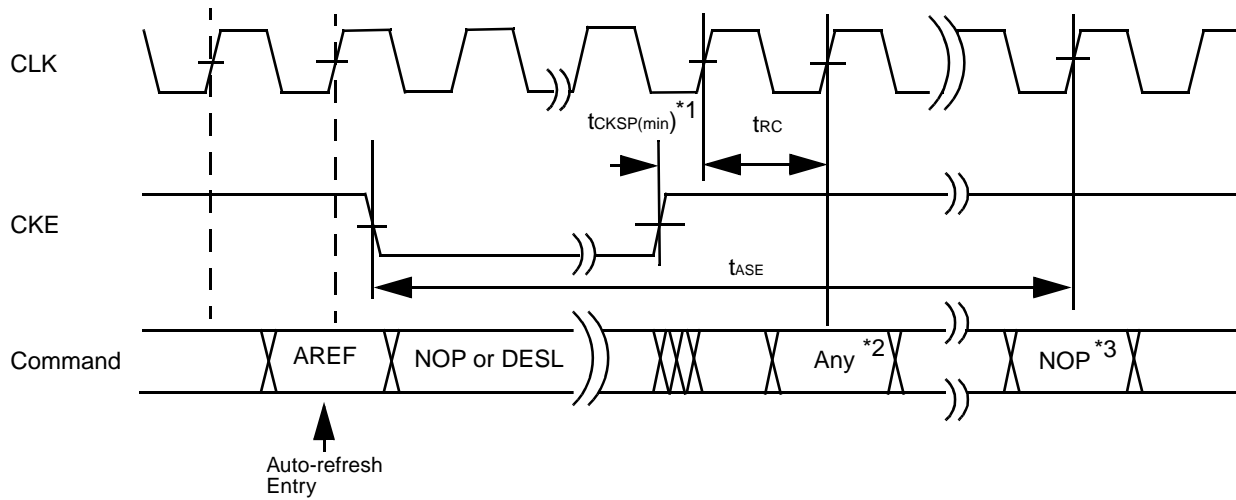 CLK
tCKSP(min)*1
tRC
CKE
tASE
Command
AREF
NOP or DESL
Any *2
NOP *3
Auto-refresh
Entry